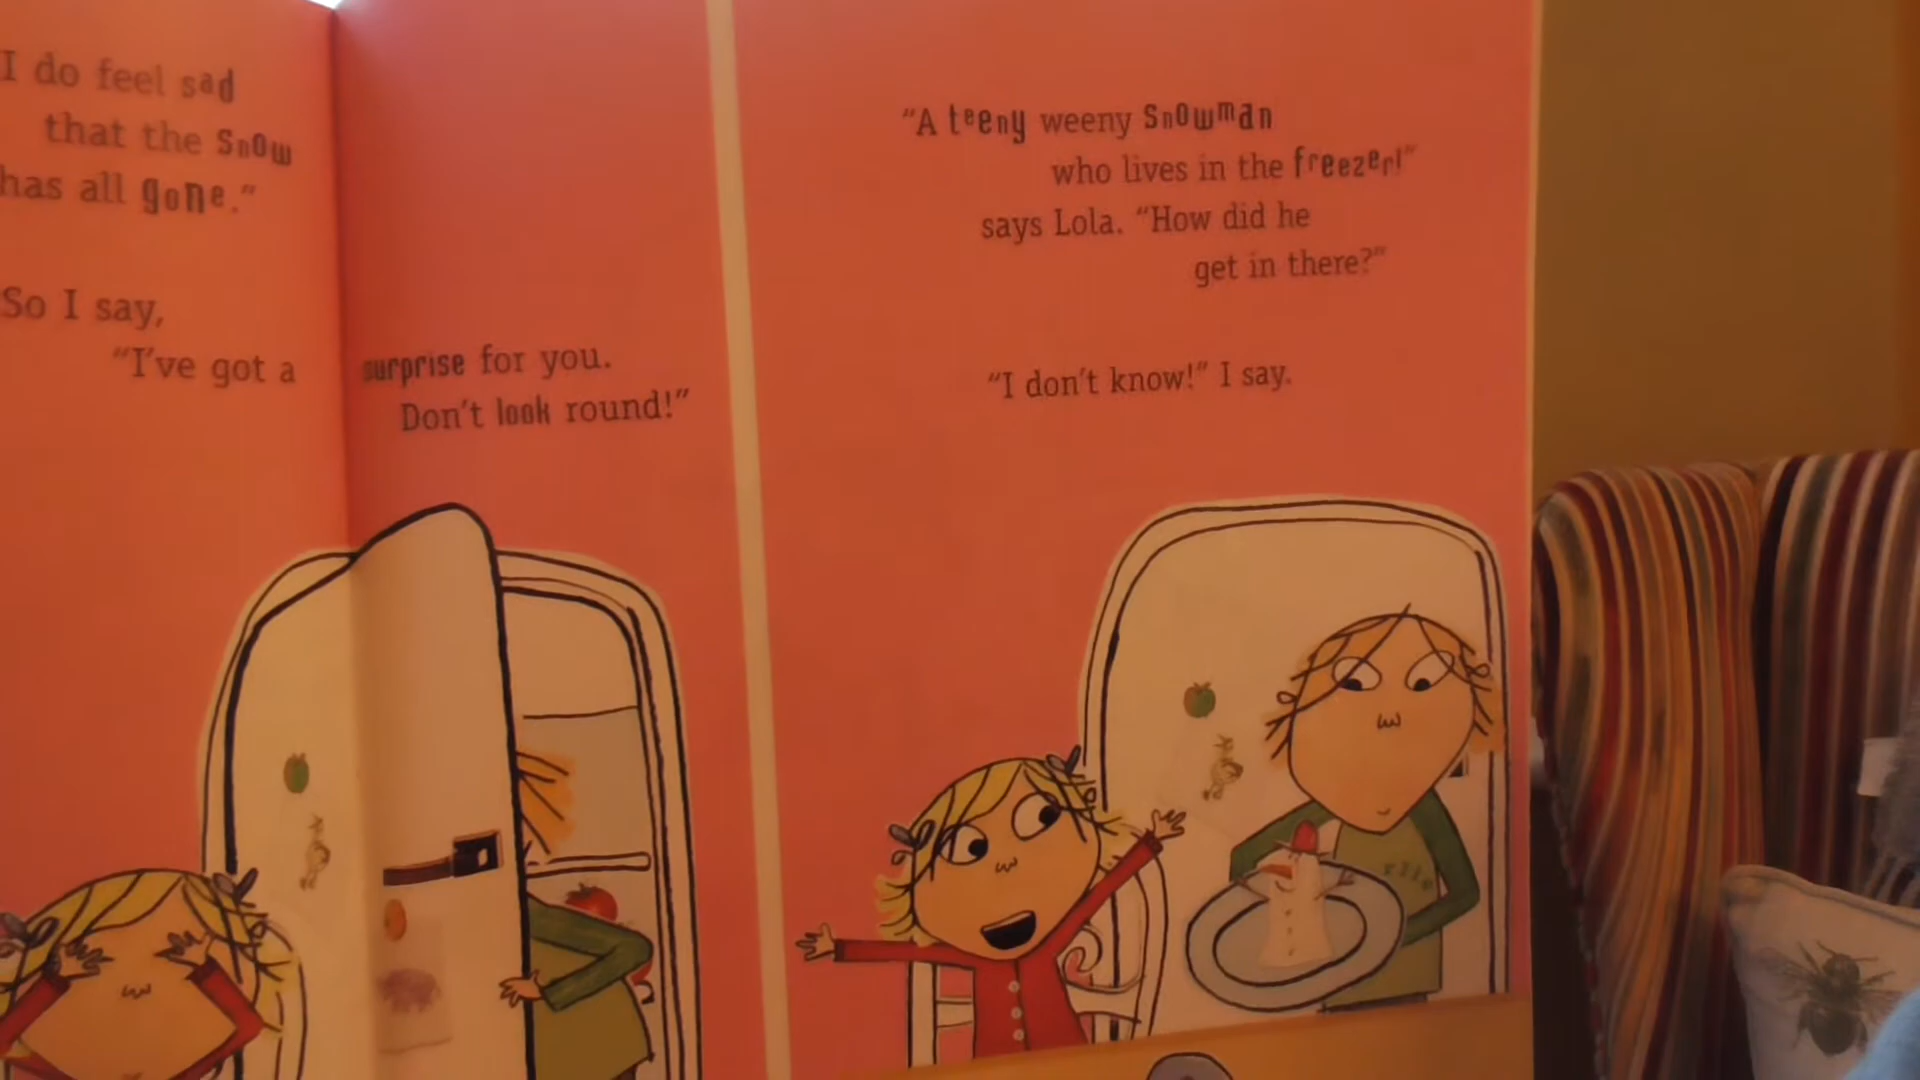 I do feel sad
that the snow
has all gone."
So I say,
"I've got a surprise for you.
Don't look round!"
"A teeny weeny snowman
who lives in the freezer!"
says Lola. "How did he
get in there?"
"I don't know!" I say.